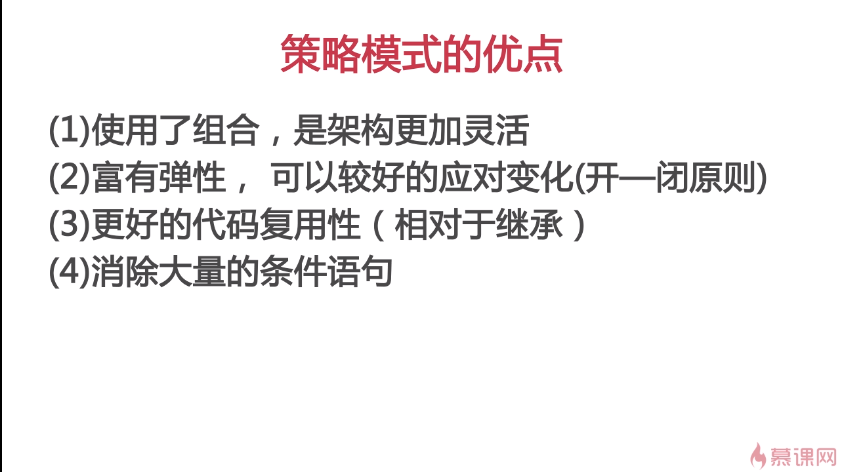 策略模式的优点
(1)使用了组合，是架构更加灵活
(2)富有弹性， 可以较好的应对变化(开—闭原则)
(3)更好的代码复用性（相对于继承）
(4)消除大量的条件语句
慕课网